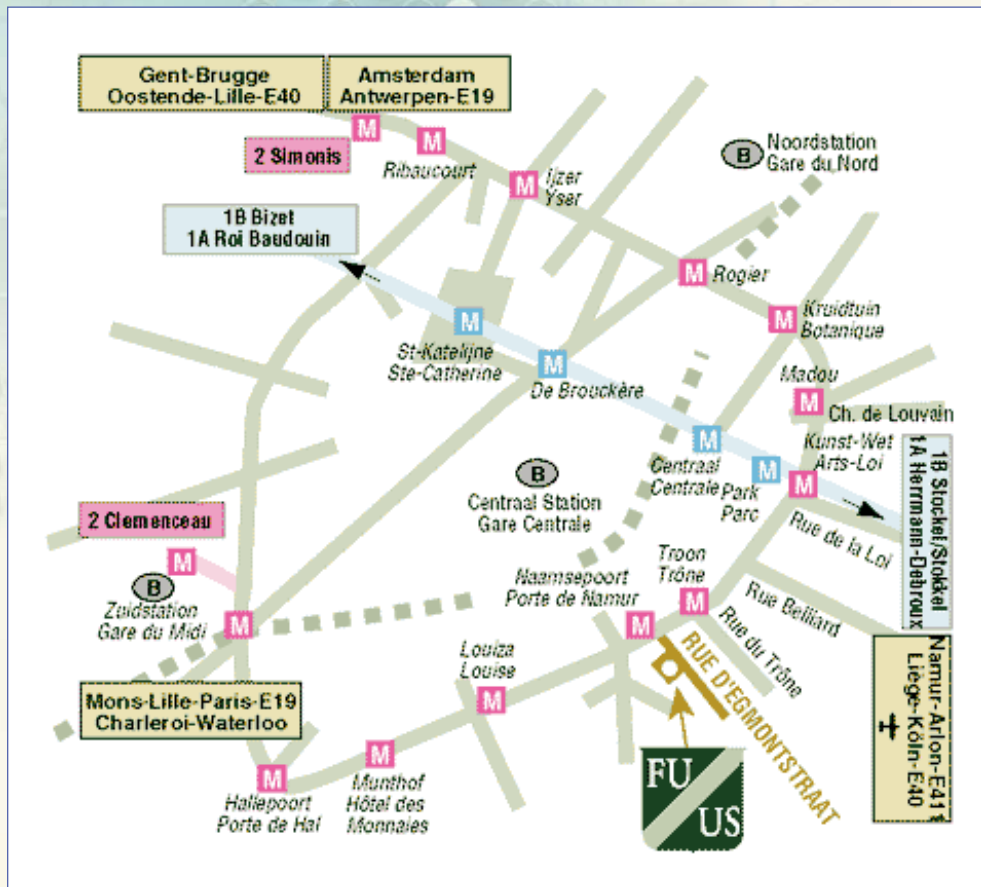 Gent-Brugge
Oostende-Lille-E40
Amsterdam
Antwerpen-E19
M
2 Simonis
M
Ribaucourt
M
Ijzer
Yser
B
Noordstation
Gare du Nord
1B Bizet
1A Roi Baudouin
M
Rogier
M
St-Katelijne
Ste-Catherine
M
Kruidtuin
Botanique
M
De Brouckère
Madou
M
Ch. de Louvain
M
Centraal
Centrale
Kunst-Wet
Arts-Loi
M
Park
Parc
M
1B Stockel/Stokkel
1A Herrmann-Debroux
B
Centraal Station
Gare Centrale
Rue de la Loi
2 Clemenceau
M
B
Zuidstation
Gare du Midi
M
Naamsepoort
Porte de Namur
M
Troon
Trône
M
Rue Belliard
Rue du Trône
Louiza
Louise
M
RUE D'EGMONTSTRAAT
Namur-Arlon-E411
Liège-Köln-E40
Mons-Lille-Paris-E19
Charleroi-Waterloo
M
Hallepoort
Porte de Hal
M
Munthof
Hôtel des
Monnaies
FU
US